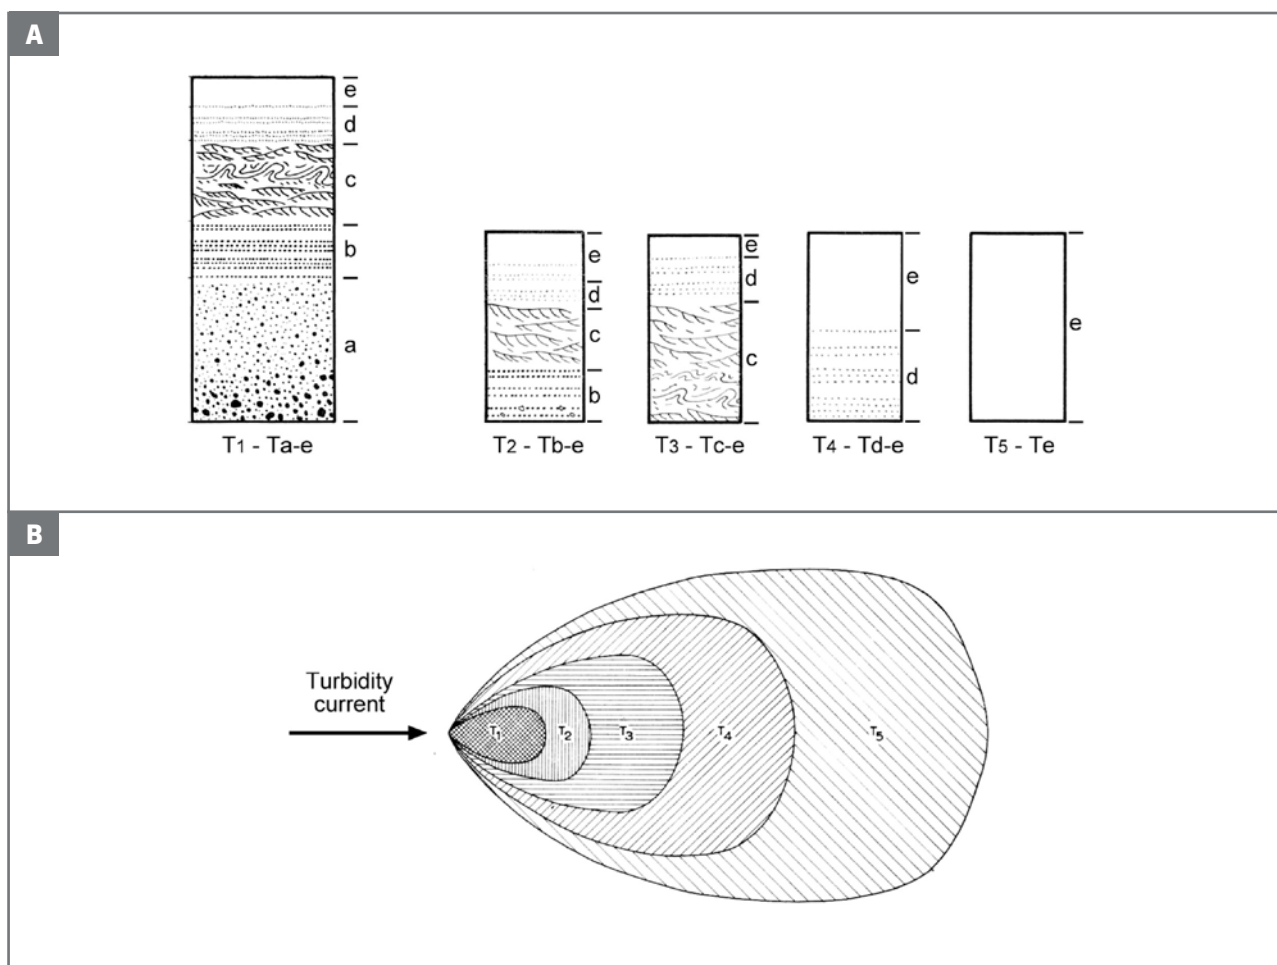 A
e
d
c
b
a
T1 - Ta-e
e
d
c
b
T2 - Tb-e
e
d
c
T3 - Tc-e
e
d
T4 - Td-e
e
T5 - Te
B
Turbidity
current
T1
T2
T3
T4
T5